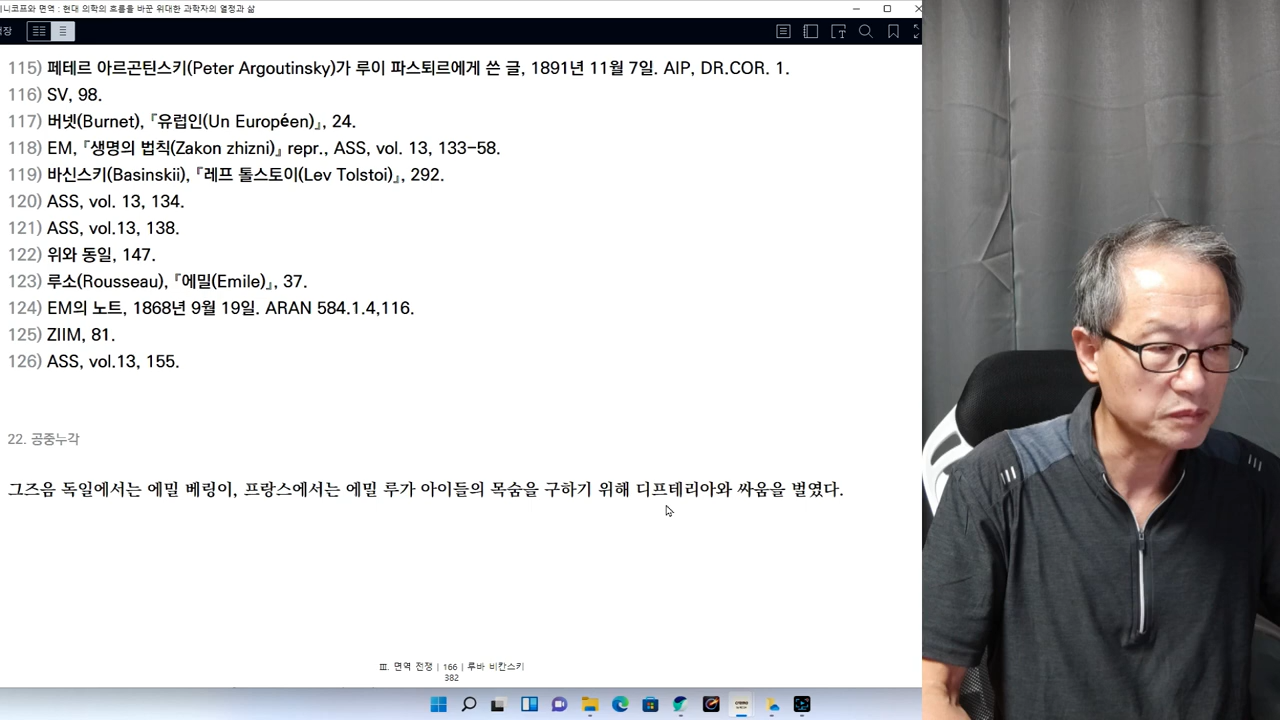 니코프와 면역 : 현대 의학의 흐름을 바꾼 위대한 과학자의 열정과 삶
115) 페테르 아르곤틴스키(Peter Argoutinsky)가 루이 파스퇴르에게 쓴 글, 1891년 11월 7일. AIP, DR.COR. 1.
116) SV, 98.
117) 버넷(Burnet), 『유럽인(Un Européen)』, 24.
118) EM, 『생명의 법칙(Zakon zhizni)』 repr., ASS, vol. 13, 133-58.
119) 바신스키(Basinskii), 『레프 톨스토이(Lev Tolstoi)』, 292.
120) ASS, vol. 13, 134.
121) ASS, vol.13, 138.
122) 위와 동일, 147.
123) 루소(Rousseau), 『에밀(Emile)』, 37.
124) EM의 노트, 1868년 9월 19일. ARAN 584.1.4,116.
125) ZIIM, 81.
126) ASS, vol.13, 155.
22. 공중누각
그즈음 독일에서는 에밀 베링이, 프랑스에서는 에밀 루가 아이들의 목숨을 구하기 위해 디프테리아와 싸움을 벌였다.
Ⅲ. 면역 전쟁 | 166 | 루바 비칸스키
382